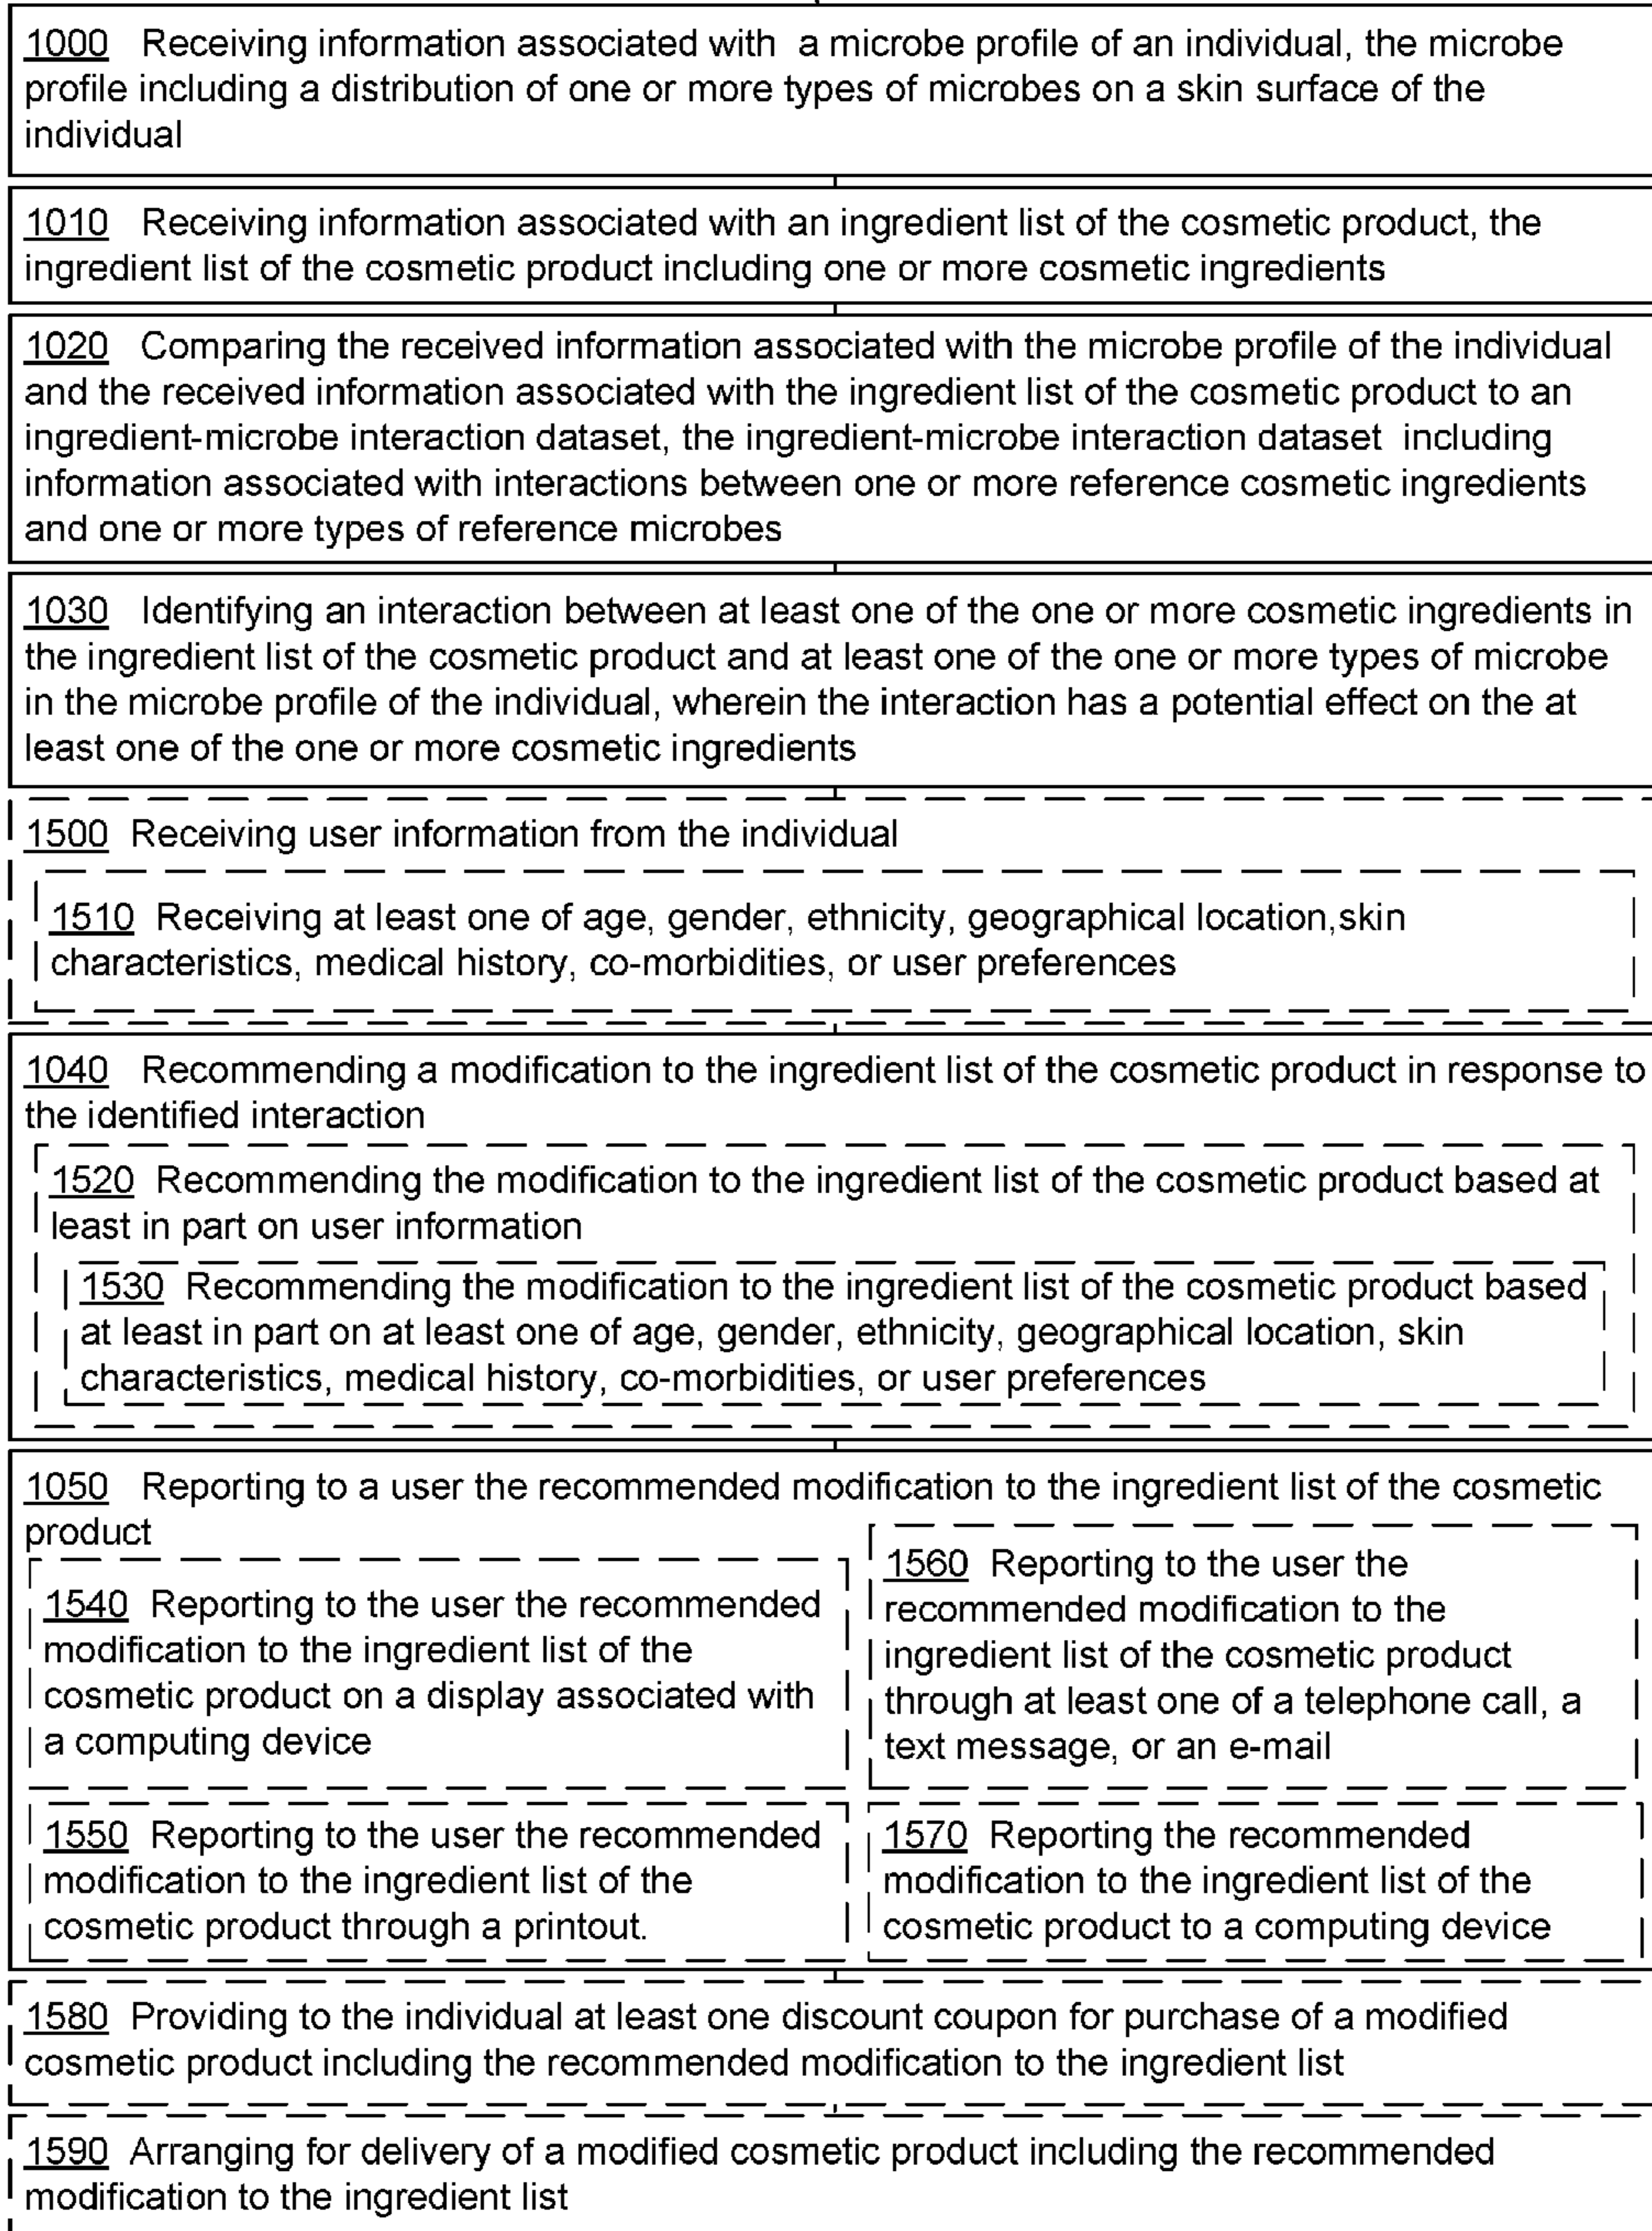 1000 Receiving information associated with a microbe profile of an individual, the microbe
profile including a distribution of one or more types of microbes on a skin surface of the
individual
1010 Receiving information associated with an ingredient list of the cosmetic product, the
ingredient list of the cosmetic product including one or more cosmetic ingredients
1020 Comparing the received information associated with the microbe profile of the individual
and the received information associated with the ingredient list of the cosmetic product to an
ingredient-microbe interaction dataset, the ingredient-microbe interaction dataset including
information associated with interactions between one or more reference cosmetic ingredients
and one or more types of reference microbes
1030 Identifying an interaction between at least one of the one or more cosmetic ingredients in
the ingredient list of the cosmetic product and at least one of the one or more types of microbe
in the microbe profile of the individual, wherein the interaction has a potential effect on the at
least one of the one or more cosmetic ingredients
1500 Receiving user information from the individual
1510 Receiving at least one of age, gender, ethnicity, geographical location,skin
characteristics, medical history, co-morbidities, or user preferences
1040 Recommending a modification to the ingredient list of the cosmetic product in response to
the identified interaction
1520 Recommending the modification to the ingredient list of the cosmetic product based at
least in part on user information
1530 Recommending the modification to the ingredient list of the cosmetic product based
at least in part on at least one of age, gender, ethnicity, geographical location, skin
characteristics, medical history, co-morbidities, or user preferences
1050 Reporting to a user the recommended modification to the ingredient list of the cosmetic
product
1540 Reporting to the user the recommended
modification to the ingredient list of the
cosmetic product on a display associated with
a computing device
1560 Reporting to the user the
recommended modification to the
ingredient list of the cosmetic product
through at least one of a telephone call, a
text message, or an e-mail
1550 Reporting to the user the recommended
modification to the ingredient list of the
cosmetic product through a printout.
1570 Reporting the recommended
modification to the ingredient list of the
cosmetic product to a computing device
1580 Providing to the individual at least one discount coupon for purchase of a modified
cosmetic product including the recommended modification to the ingredient list
1590 Arranging for delivery of a modified cosmetic product including the recommended
modification to the ingredient list